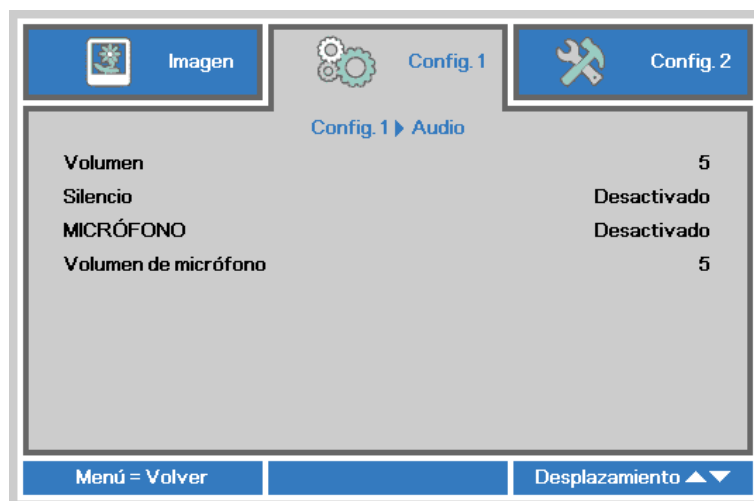 Imagen Config. 1 Config. 2
Config. 1 Audio
Volumen 5
Silencio Desactivado
MICRÓFONO Desactivado
Volumen de micrófono 5
Menú = Volver Desplazamiento ▲▼